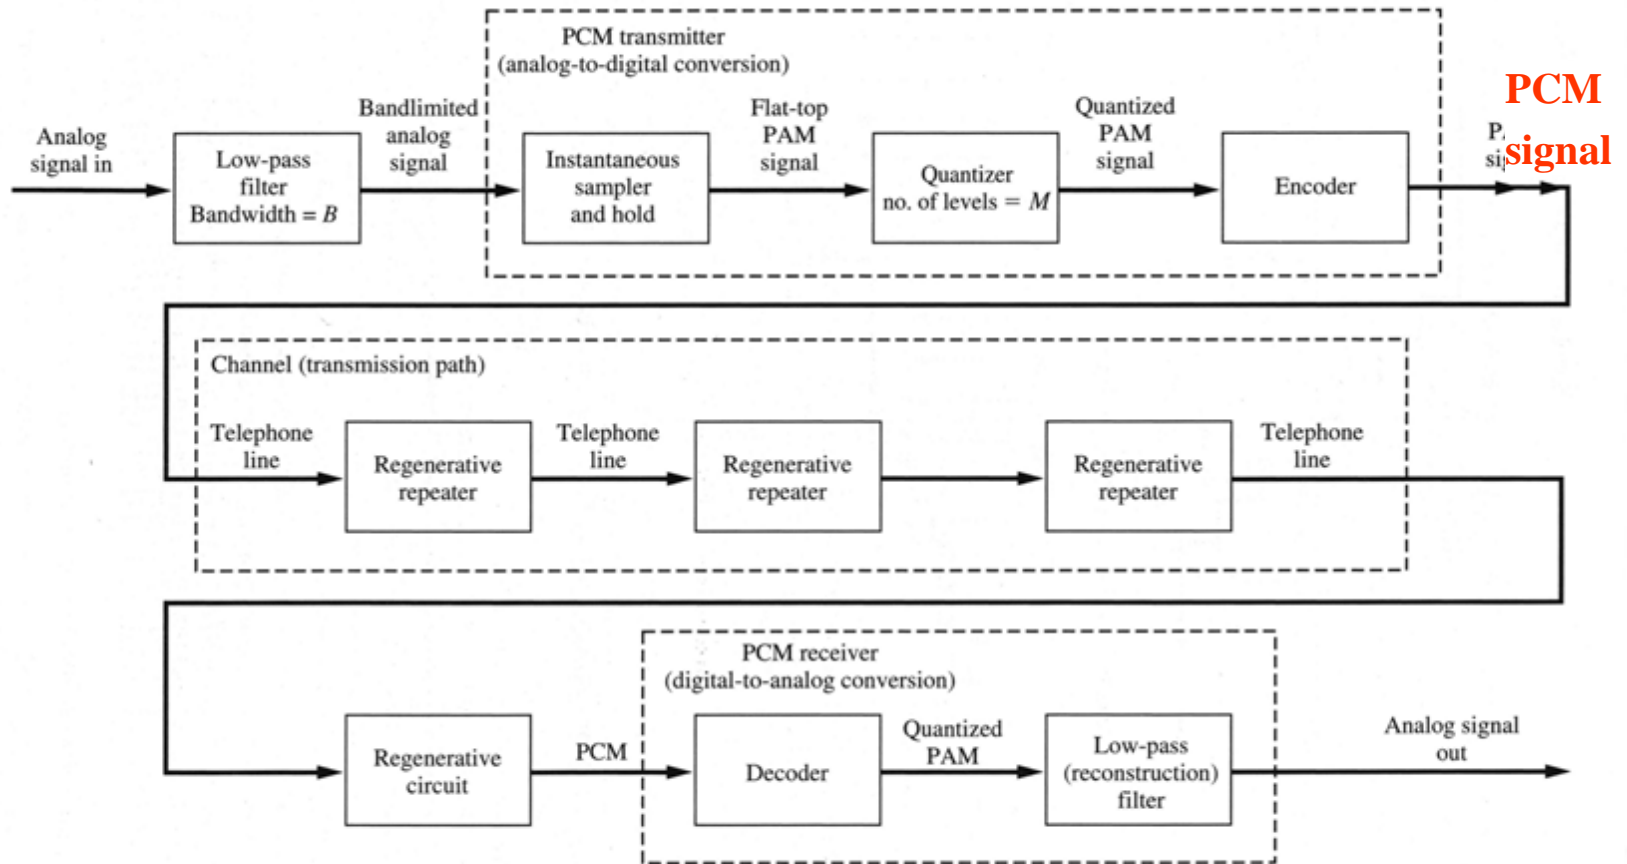 PCM transmitter
(analog-to-digital conversion)
PCM
signal
Analog
signal in
Low-pass
filter
Bandwidth = B
Bandlimited
analog
signal
Instantaneous
sampler
and hold
Flat-top
PAM
signal
Quantizer
no. of levels = M
Quantized
PAM
signal
Encoder
Channel (transmission path)
Telephone
line
Regenerative
repeater
Telephone
line
Regenerative
repeater
Regenerative
repeater
Telephone
line
PCM receiver
(digital-to-analog conversion)
Regenerative
circuit
PCM
Decoder
Quantized
PAM
Low-pass
(reconstruction)
filter
Analog signal
out